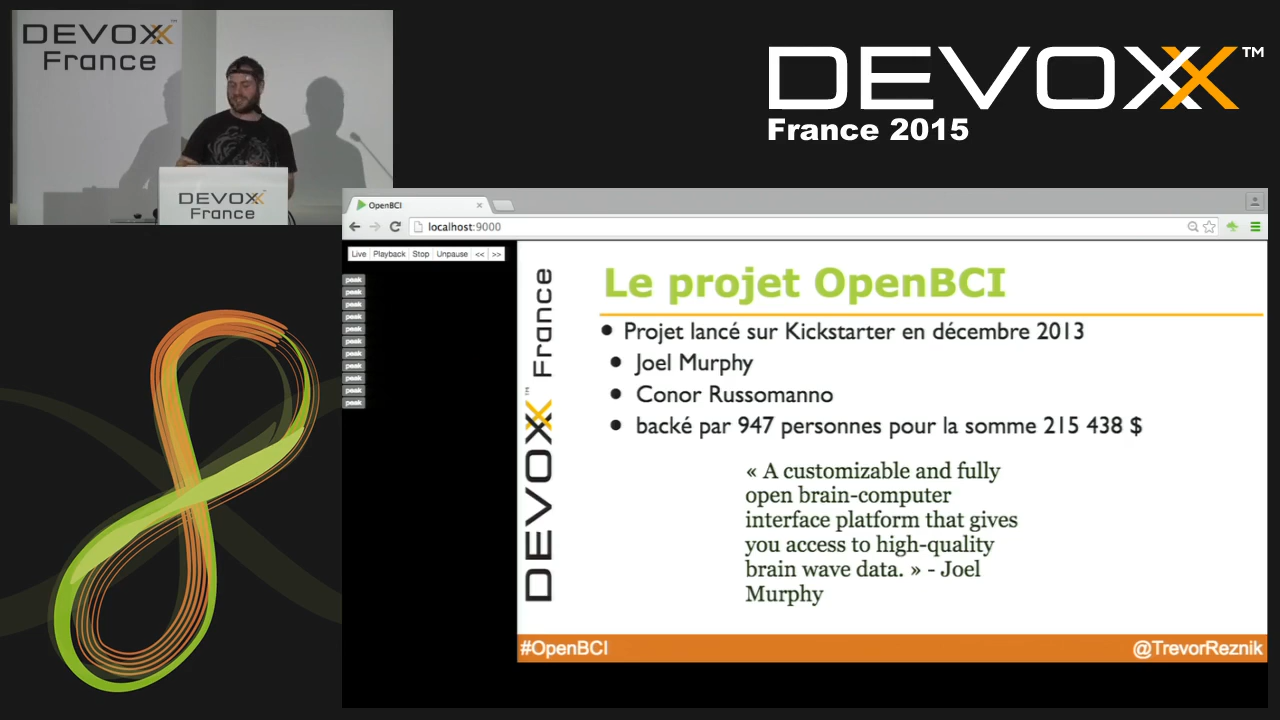 DEVOXX™
France
DEVOXX
France
DEVOXX™
France 2015
OpenBCI
localhost:9000
Live Playback Stop Unpause << >>
peak
peak
peak
peak
peak
peak
peak
peak
peak
peak
peak
DEVOXX™ France
Le projet OpenBCI
• Projet lancé sur Kickstarter en décembre 2013
• Joel Murphy
• Conor Russomanno
• backé par 947 personnes pour la somme 215 438 $
« A customizable and fully
open brain-computer
interface platform that gives
you access to high-quality
brain wave data. » - Joel
Murphy
#OpenBCI
@TrevorReznik